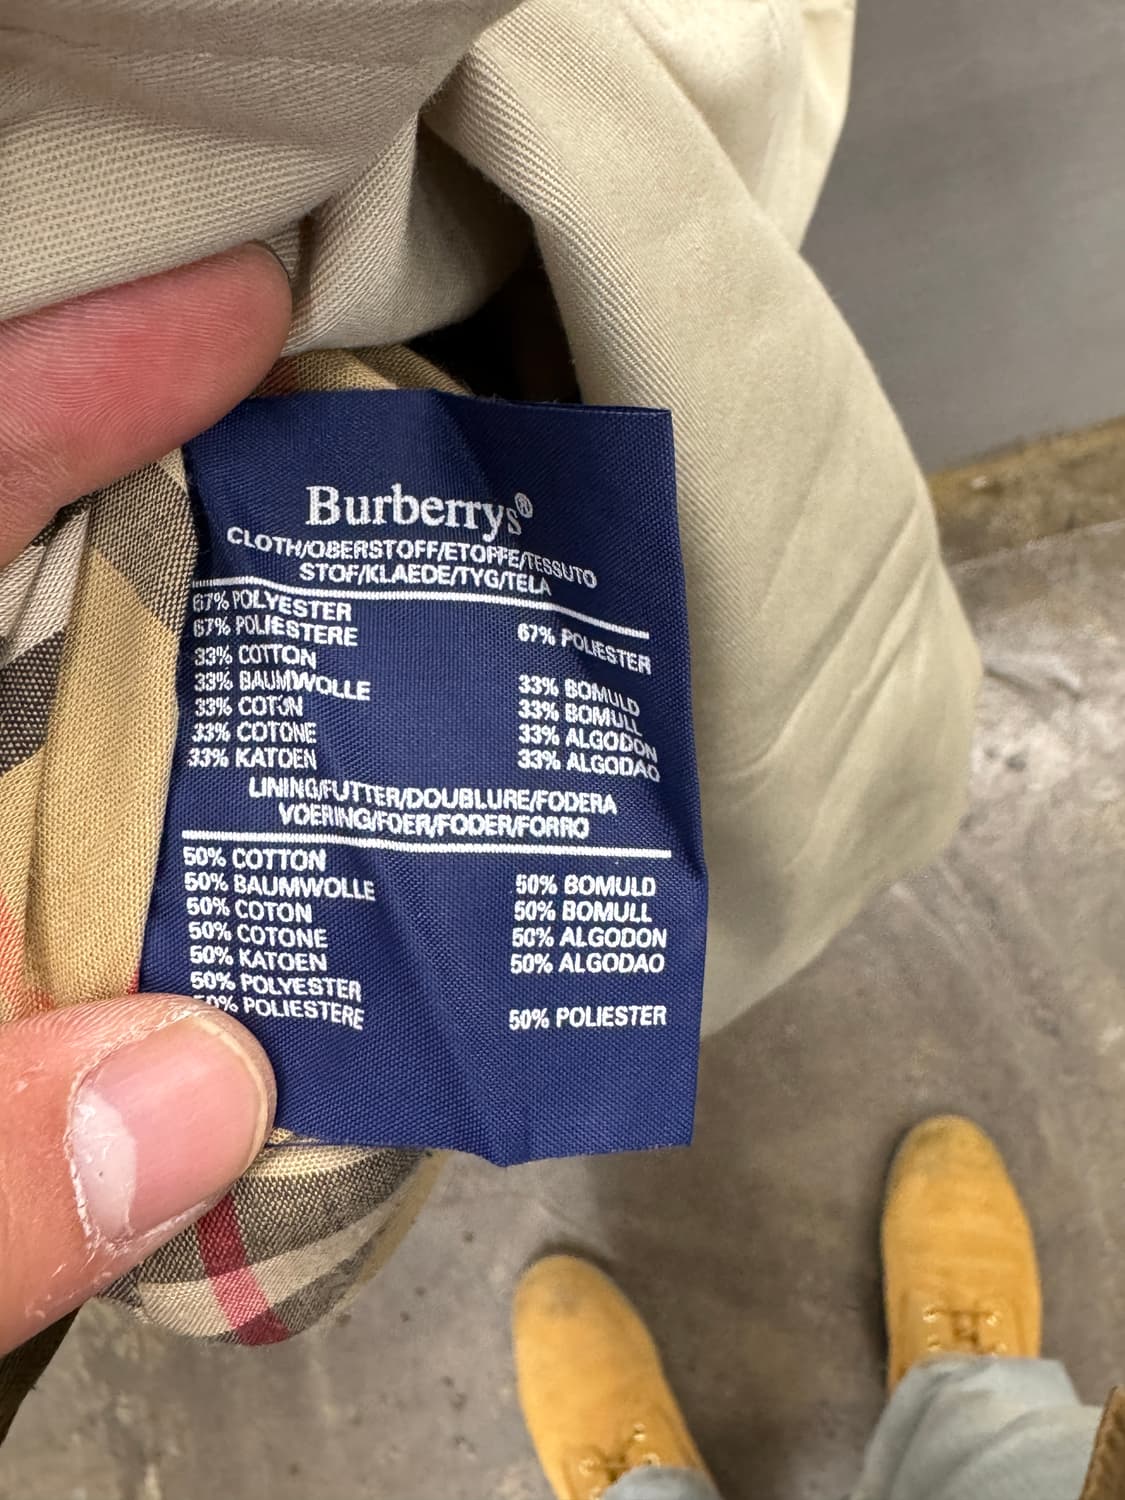 Burberrys®
CLOTH/OBERSTOFF/ETOFFE/TESSUTO
STOF/KLAEDE/TYG/TELA
67% POLYESTER
67% POLIESTERE
67% POLIESTER
33% COTTON
33% BAUMWOLLE
33% COTON
33% COTONE
33% KATOEN
33% BOMULD
33% BOMULL
33% ALGODON
33% ALGODAO
LINING/FUTTER/DOUBLURE/FODERA
VOERING/FOER/FODER/FORRO
50% COTTON
50% BAUMWOLLE
50% COTON
50% COTONE
50% KATOEN
50% POLYESTER
50% POLIESTERE
50% BOMULD
50% BOMULL
50% ALGODON
50% ALGODAO
50% POLIESTER